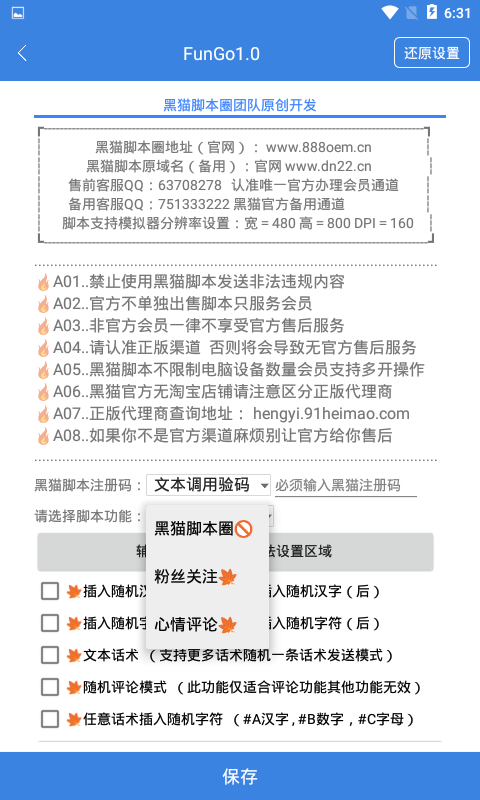 6:31
FunGo1.0
还原设置
黑猫脚本圈团队原创开发
黑猫脚本圈地址（官网）：www.888oem.cn
黑猫脚本原域名（备用）：官网 www.dn22.cn
售前客服QQ：63708278 认准唯一官方办理会员通道
备用客服QQ：751333222 黑猫官方备用通道
脚本支持模拟器分辨率设置：宽＝480 高＝800 DPI＝160
🔥A01..禁止使用黑猫脚本发送非法违规内容
🔥A02..官方不单独出售脚本只服务会员
🔥A03..非官方会员一律不享受官方售后服务
🔥A04..请认准正版渠道 否则将会导致无官方售后服务
🔥A05..黑猫脚本不限制电脑设备数量会员支持多开操作
🔥A06..黑猫官方无淘宝店铺请注意区分正版代理商
🔥A07..正版代理商查询地址：hengyi.91heimao.com
🔥A08..如果你不是官方渠道麻烦别让官方给你售后
黑猫脚本注册码： 文本调用验码 必须输入黑猫注册码
请选择脚本功能：
黑猫脚本圈🚫
粉丝关注🍁
心情评论🍁
法设置区域
🍁插入随机汉 插入随机汉字（后）
🍁插入随机字 插入随机字符（后）
🍁文本话术（支持更多话术随机一条话术发送模式）
🍁随机评论模式（此功能仅适合评论功能其他功能无效）
🍁任意话术插入随机字符（#A汉字,#B数字，#C字母）
保存